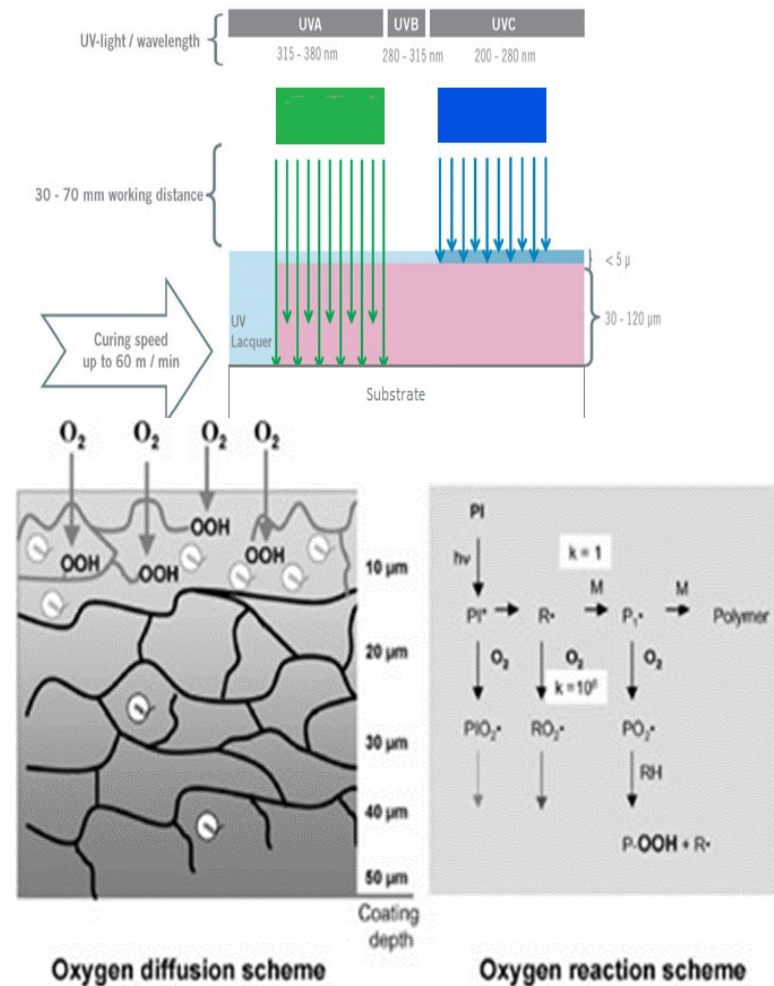 UV-light / wavelength
UVA
UVB
UVC
315 - 380 nm
280 - 315 nm
200 - 280 nm
30 - 70 mm working distance
< 5 µ
30 - 120 µm
Curing speed
up to 60 m / min
UV
Lacquer
Substrate
O₂ O₂ O₂ O₂
OOH
OOH OOH OOH
10 µm
20 µm
30 µm
40 µm
50 µm
Coating
depth
Oxygen diffusion scheme
PI
hν
k = 1
M M
PI* R• P₁• Polymer
O₂ O₂ O₂
k = 10⁶
PIO₂• RO₂• PO₂•
RH
P-OOH + R•
Oxygen reaction scheme